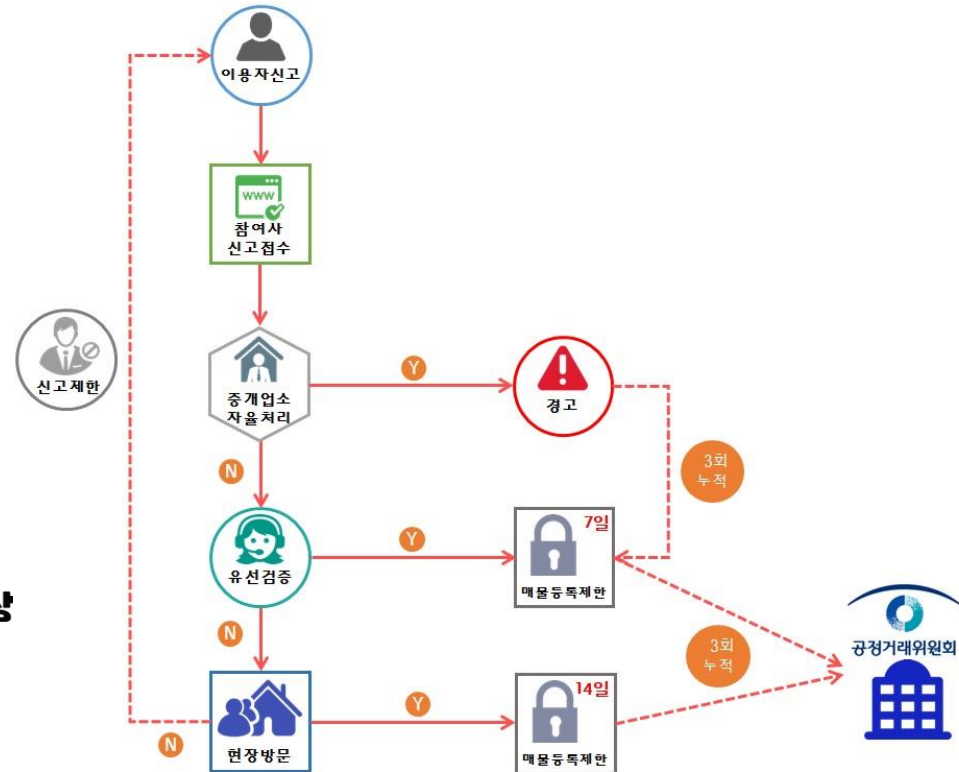 이용자신고
www
참여사
신고접수
신고제한
중개업소
자율처리
Y
경고
3회
누적
N
유선검증
Y
7일
매물등록제한
N
3회
누적
공정거래위원회
현장방문
Y
14일
매물등록제한
N